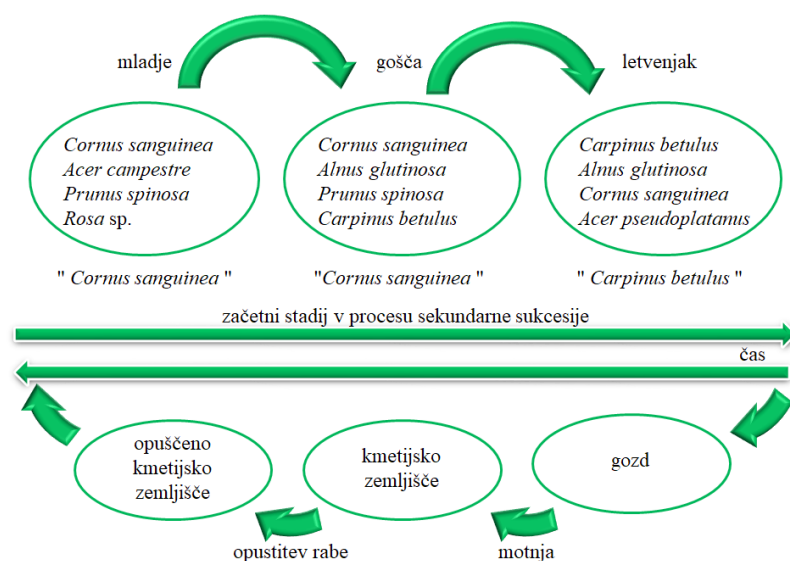 mladje
gošča
letvenjak
Cornus sanguinea
Acer campestre
Prunus spinosa
Rosa sp.
Cornus sanguinea
Alnus glutinosa
Prunus spinosa
Carpinus betulus
Carpinus betulus
Alnus glutinosa
Cornus sanguinea
Acer pseudoplatanus
" Cornus sanguinea "
"Cornus sanguinea "
" Carpinus betulus "
začetni stadij v procesu sekundarne sukcesije
čas
opuščeno
kmetijsko
zemljišče
kmetijsko
zemljišče
gozd
opustitev rabe
motnja